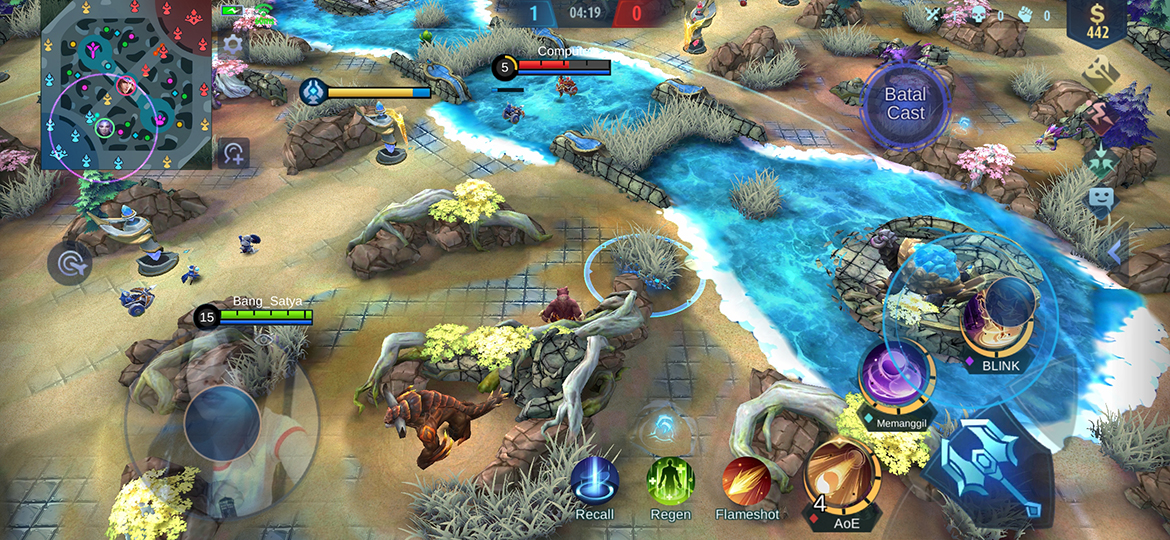 1 04:19 0
0 0
$
442
Computer
5
Batal
Cast
Bang_Satya
15
BLINK
Memanggil
Recall
Regen
Flameshot
4
AoE